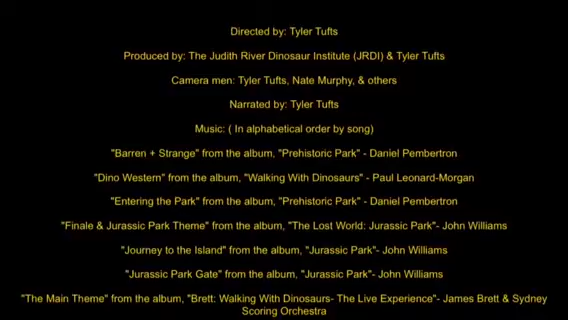 Directed by: Tyler Tufts
Produced by: The Judith River Dinosaur Institute (JRDI) & Tyler Tufts
Camera men: Tyler Tufts, Nate Murphy, & others
Narrated by: Tyler Tufts
Music: ( In alphabetical order by song)
"Barren + Strange" from the album, "Prehistoric Park" - Daniel Pembertron
"Dino Western" from the album, "Walking With Dinosaurs" - Paul Leonard-Morgan
"Entering the Park" from the album, "Prehistoric Park" - Daniel Pembertron
"Finale & Jurassic Park Theme" from the album, "The Lost World: Jurassic Park"- John Williams
"Journey to the Island" from the album, "Jurassic Park"- John Williams
"Jurassic Park Gate" from the album, "Jurassic Park"- John Williams
"The Main Theme" from the album, "Brett: Walking With Dinosaurs- The Live Experience"- James Brett & Sydney
Scoring Orchestra